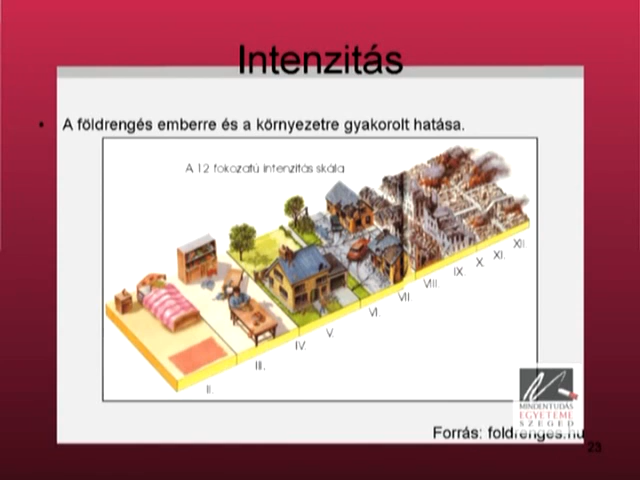 Intenzitás
• A földrengés emberre és a környezetre gyakorolt hatása.
A 12 fokozatú intenzitás skála
II.
III.
IV.
V.
VI.
VII.
VIII.
IX.
X.
XI.
XII.
MINDENTUDÁS
EGYETEME
SZEGED
Forrás: foldrenges.hu
23